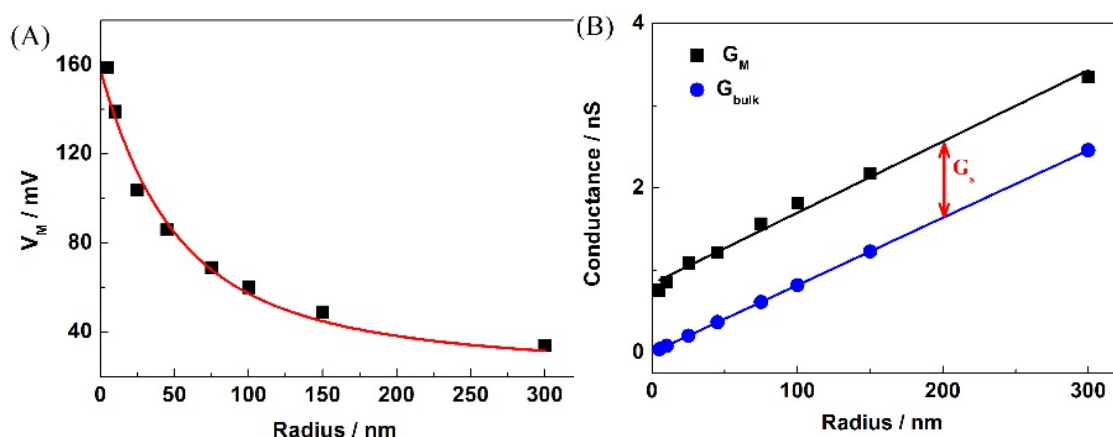 (A)
V_M / mV
160
120
80
40
0 50 100 150 200 250 300
Radius / nm
(B)
Conductance / nS
4
2
0
G_M
G_bulk
G_s
0 100 200 300
Radius / nm